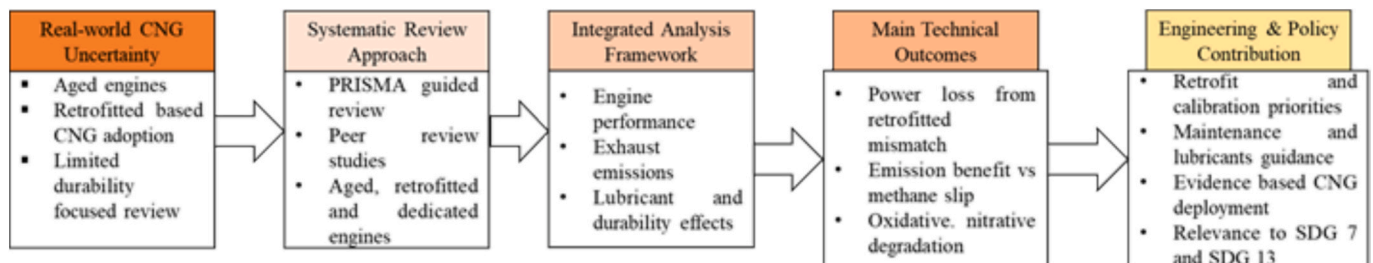 Real-world CNG
Uncertainty
▪ Aged engines
▪ Retrofitted based
CNG adoption
▪ Limited
durability
focused review
Systematic Review
Approach
• PRISMA guided
review
• Peer review
studies
• Aged, retrofitted
and dedicated
engines
Integrated Analysis
Framework
• Engine
performance
• Exhaust
emissions
• Lubricant and
durability effects
Main Technical
Outcomes
• Power loss from
retrofitted
mismatch
• Emission benefit vs
methane slip
• Oxidative, nitrative
degradation
Engineering & Policy
Contribution
• Retrofit and
calibration priorities
• Maintenance and
lubricants guidance
• Evidence based CNG
deployment
• Relevance to SDG 7
and SDG 13